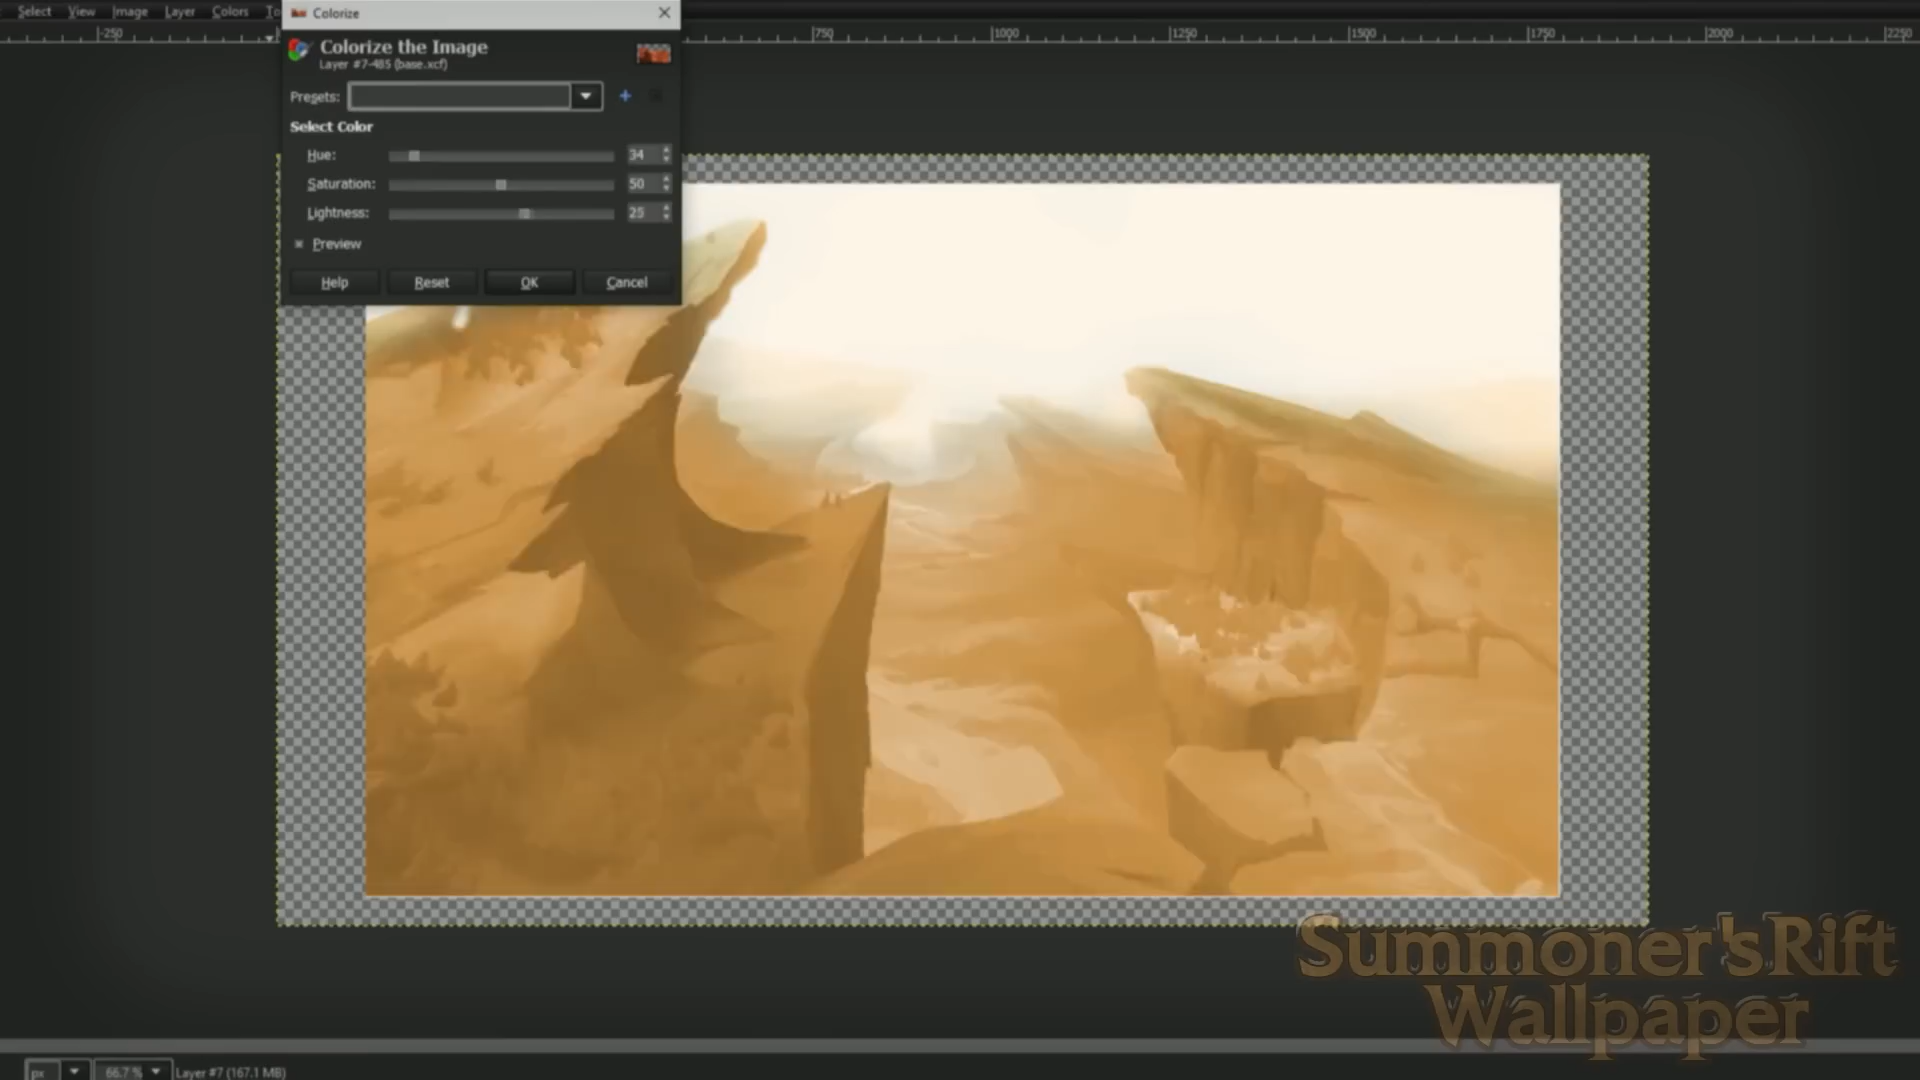 Select View Image Layer Colors To
Colorize
-250 750 1000 1250 1500 1750 2000 2250
Colorize the Image
Layer #7-485 (base.xcf)
Presets:
Select Color
Hue: 34
Saturation: 50
Lightness: 25
Preview
Help Reset OK Cancel
Summoner'sRift
Wallpaper
px 66.7 % Layer #7 (167.1 MB)